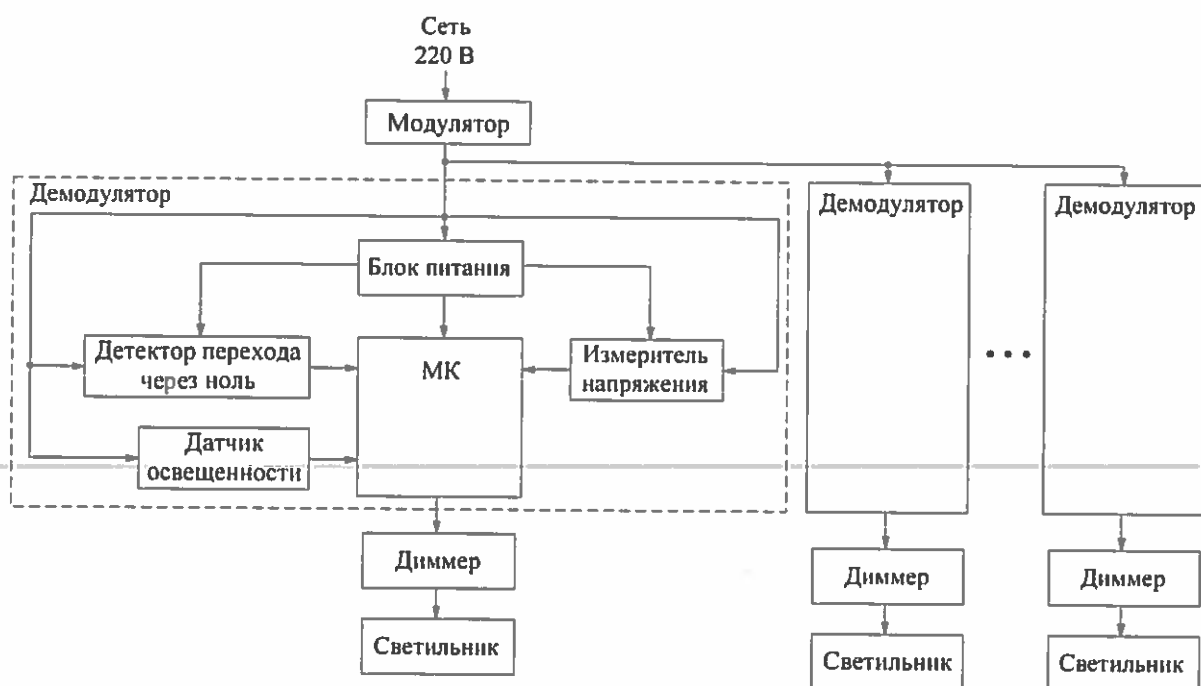 Сеть
220 В
Модулятор
Демодулятор
Демодулятор
Демодулятор
Блок питания
Детектор перехода
через ноль
МК
Измеритель
напряжения
Датчик
освещенности
Диммер
Диммер
Диммер
Светильник
Светильник
Светильник